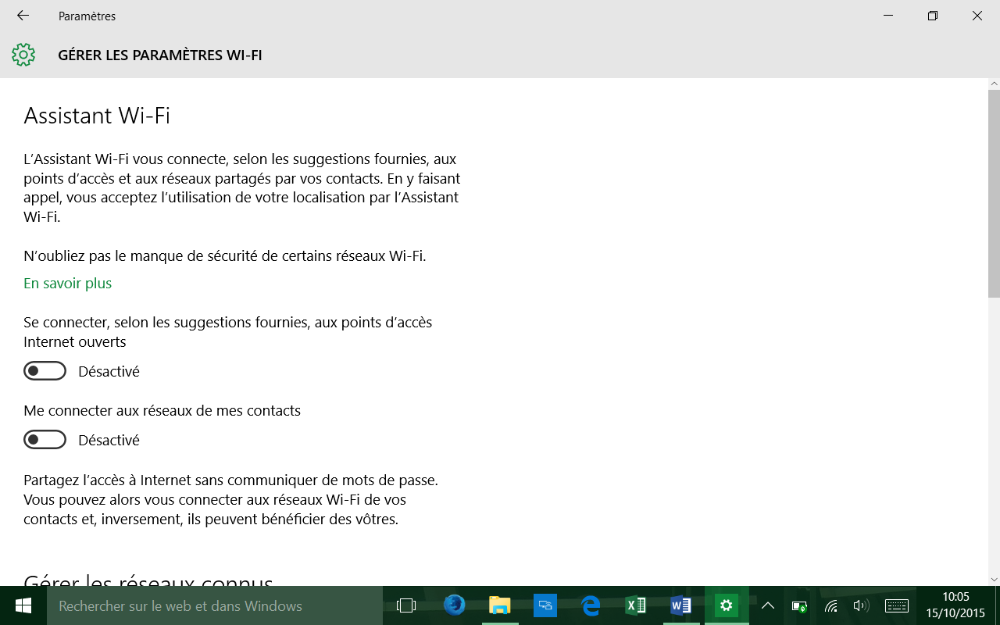 Paramètres
GÉRER LES PARAMÈTRES WI-FI
Assistant Wi-Fi
L’Assistant Wi-Fi vous connecte, selon les suggestions fournies, aux
points d’accès et aux réseaux partagés par vos contacts. En y faisant
appel, vous acceptez l’utilisation de votre localisation par l’Assistant
Wi-Fi.
N’oubliez pas le manque de sécurité de certains réseaux Wi-Fi.
En savoir plus
Se connecter, selon les suggestions fournies, aux points d’accès
Internet ouverts
Désactivé
Me connecter aux réseaux de mes contacts
Désactivé
Partagez l’accès à Internet sans communiquer de mots de passe.
Vous pouvez alors vous connecter aux réseaux Wi-Fi de vos
contacts et, inversement, ils peuvent bénéficier des vôtres.
Gérer les réseaux connus
Rechercher sur le web et dans Windows
10:05
15/10/2015